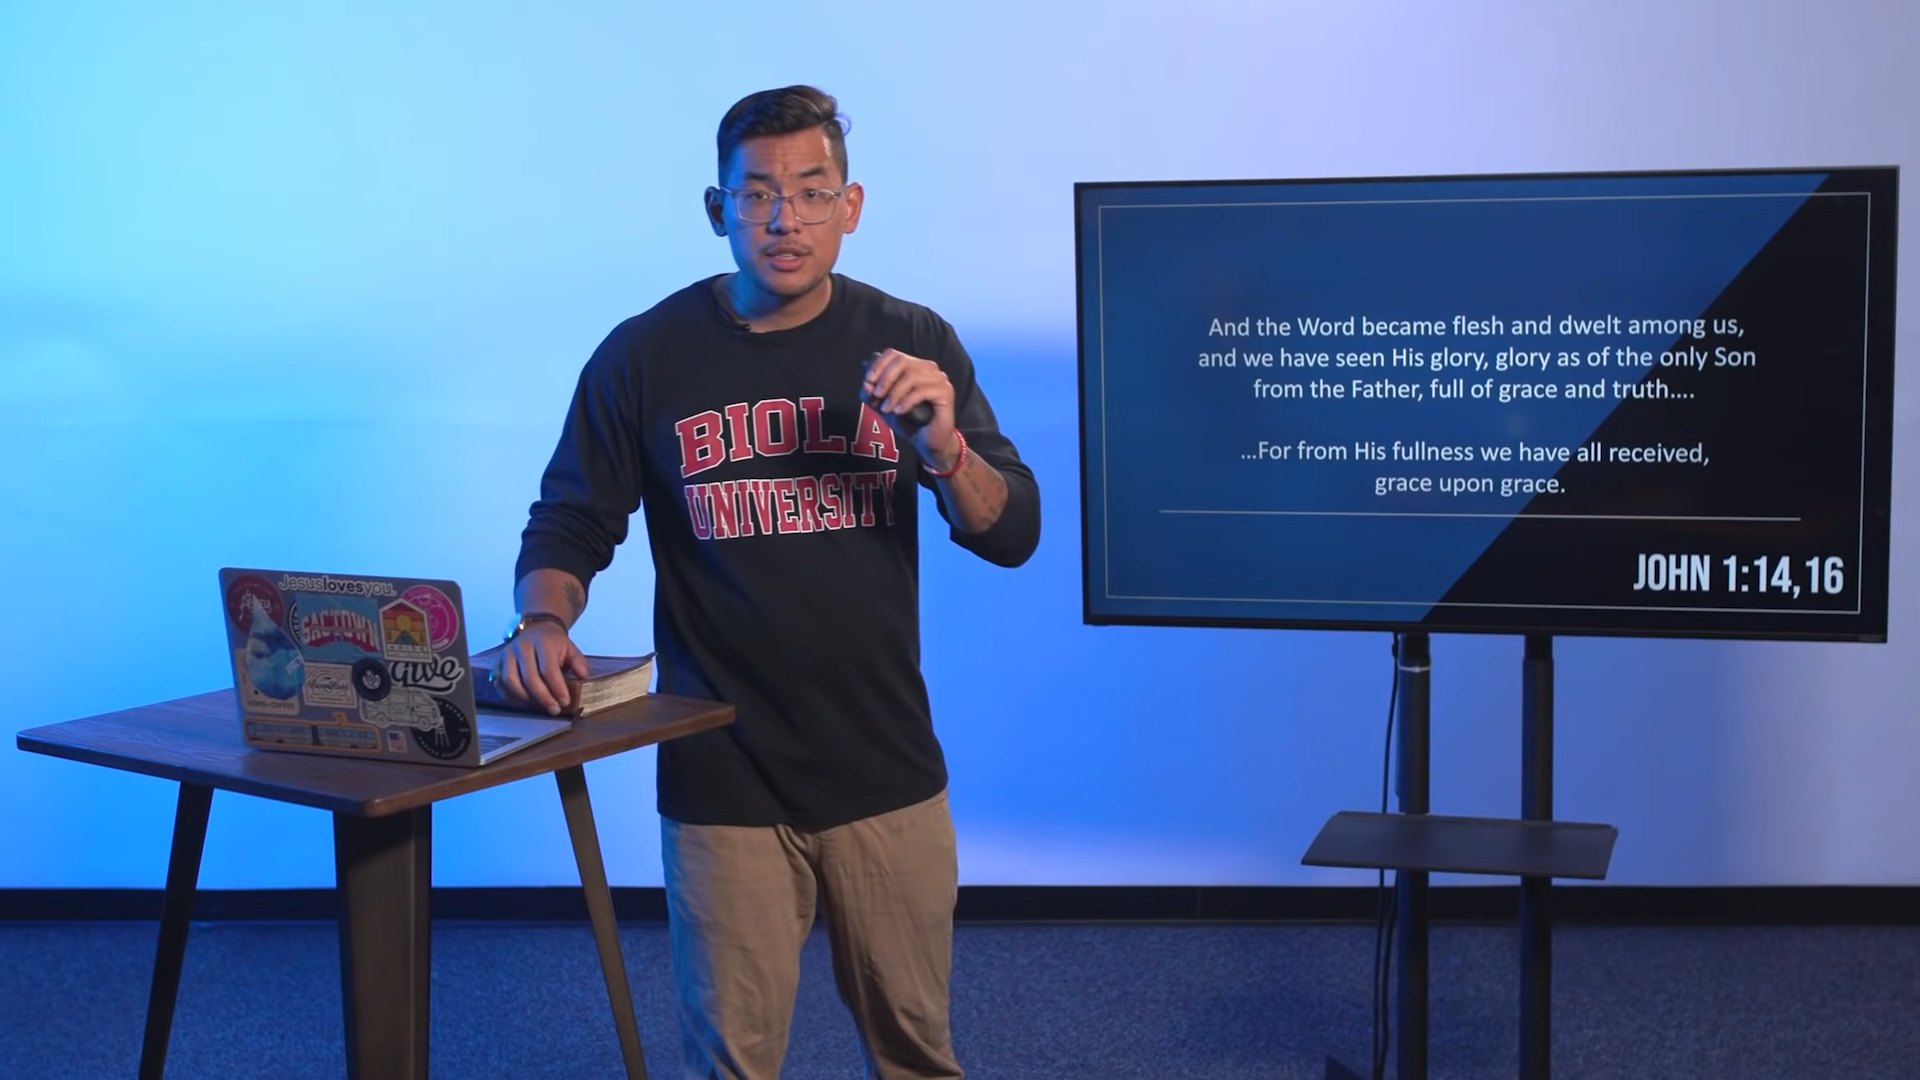 And the Word became flesh and dwelt among us,
and we have seen His glory, glory as of the only Son
from the Father, full of grace and truth....
...For from His fullness we have all received,
grace upon grace.
JOHN 1:14,16
BIOLA
UNIVERSITY
Jesuslovesyou.
SACTOWN
give
VERVE COFFEE